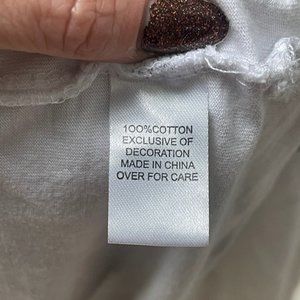 100%COTTON
EXCLUSIVE OF
DECORATION
MADE IN CHINA
OVER FOR CARE